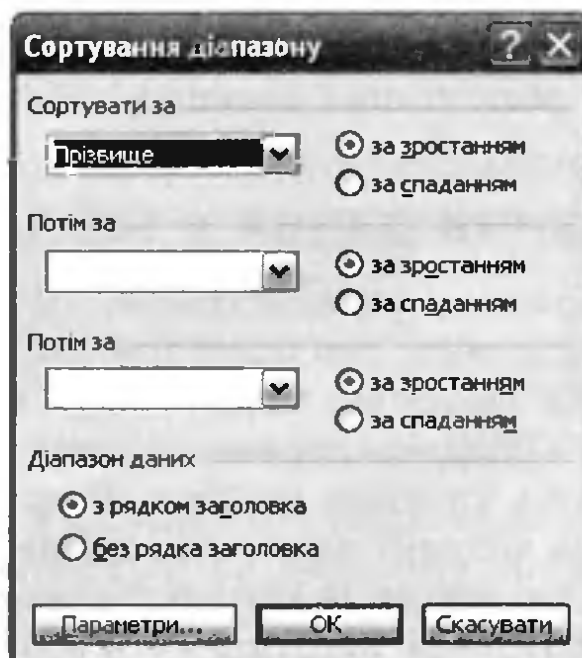 Сортування діапазону
Сортувати за
Прізвище
за зростанням
за спаданням
Потім за
за зростанням
за спаданням
Потім за
за зростанням
за спаданням
Діапазон даних
з рядком заголовка
без рядка заголовка
Параметри... ОК Скасувати